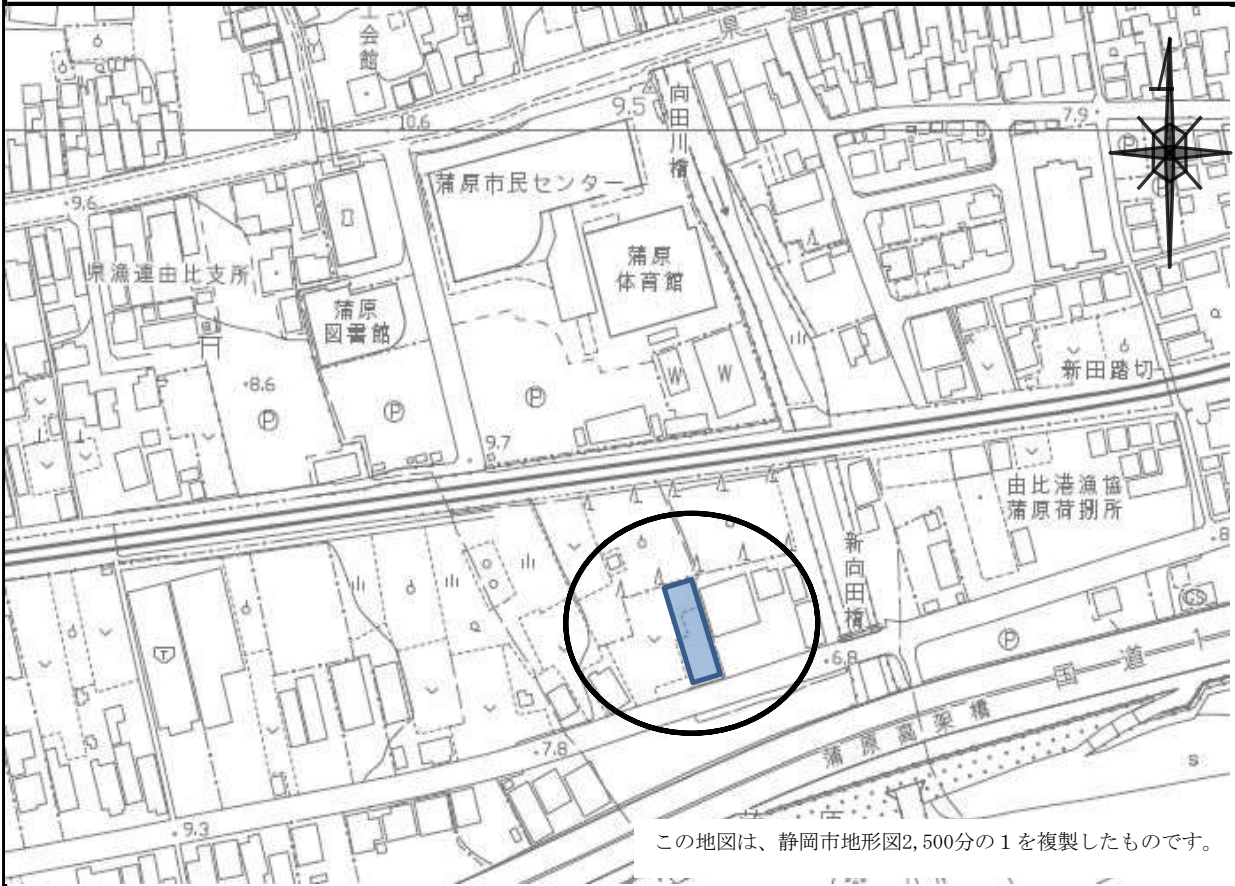 会館
県
9.5
向田川橋
10.6
7.9
Ⓟ
蒲原市民センター
9.6
県漁連由比支所
蒲原
体育館
蒲原
図書館
新田踏切
8.6
Ⓟ
Ⓟ
Ⓟ
W
W
9.7
由比港漁協
蒲原荷捌所
新向田橋
8
GS
6.8
Ⓟ
国道1
蒲原高架橋
7.8
S
9.3
この地図は、静岡市地形図2,500分の1を複製したものです。